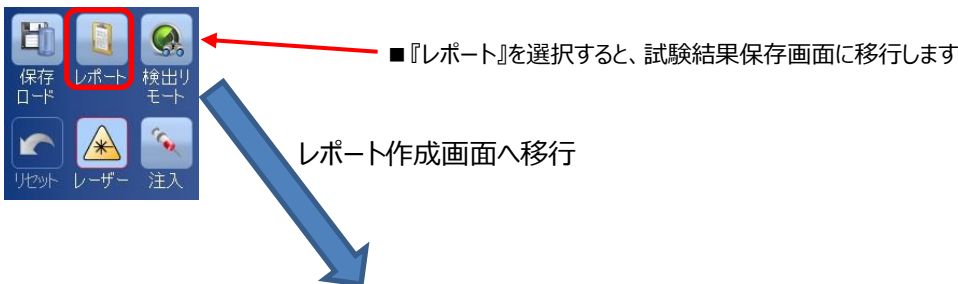 保存
ロード
レポート
検出リ
モート
■『レポート』を選択すると、試験結果保存画面に移行します
リセット
レーザー
注入
レポート作成画面へ移行